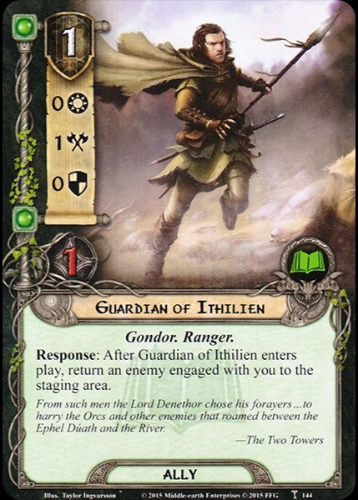 1
0
1
0
1
GUARDIAN OF ITHILIEN
Gondor. Ranger.
Response: After Guardian of Ithilien enters
play, return an enemy engaged with you to the
staging area.
From such men the Lord Denethor chose his forayers...to
harry the Orcs and other enemies that roamed between the
Ephel Dúath and the River.
—The Two Towers
ALLY
Illus. Taylor Ingvarsson
© 2015 Middle-earth Enterprises © 2015 FFG
144